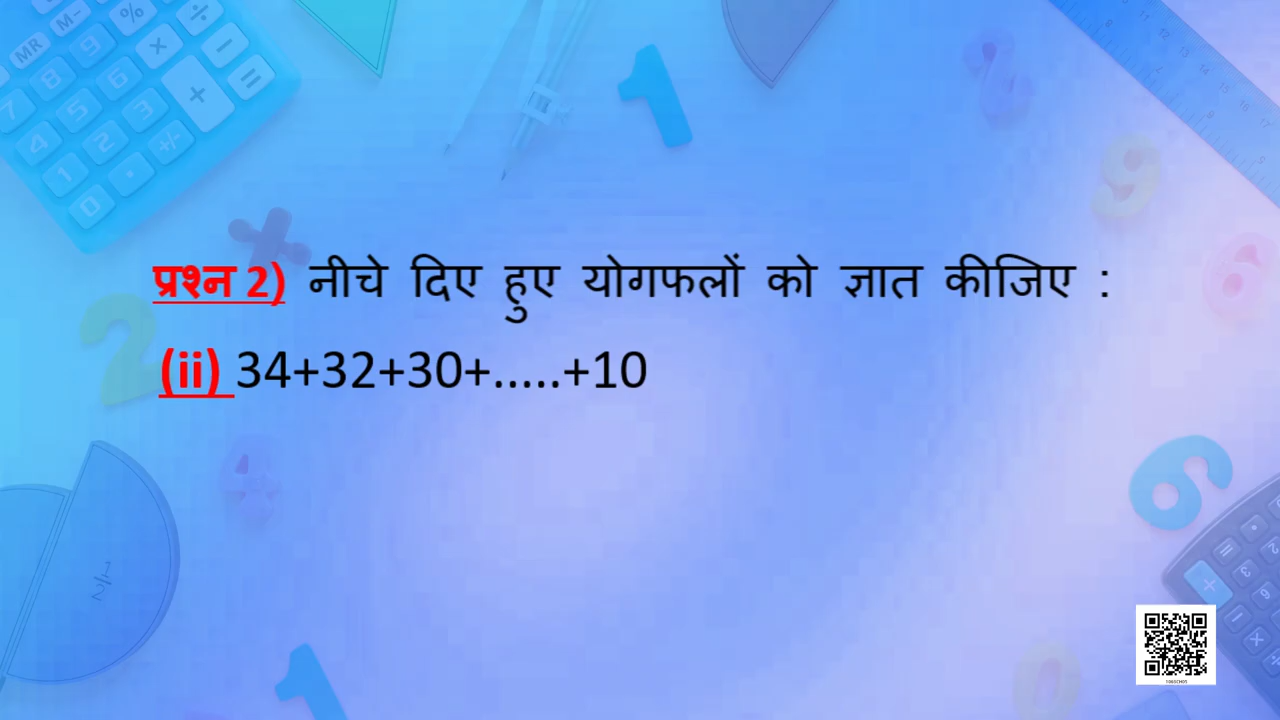 प्रश्न 2) नीचे दिए हुए योगफलों को ज्ञात कीजिए :
(ii) 34+32+30+.....+10